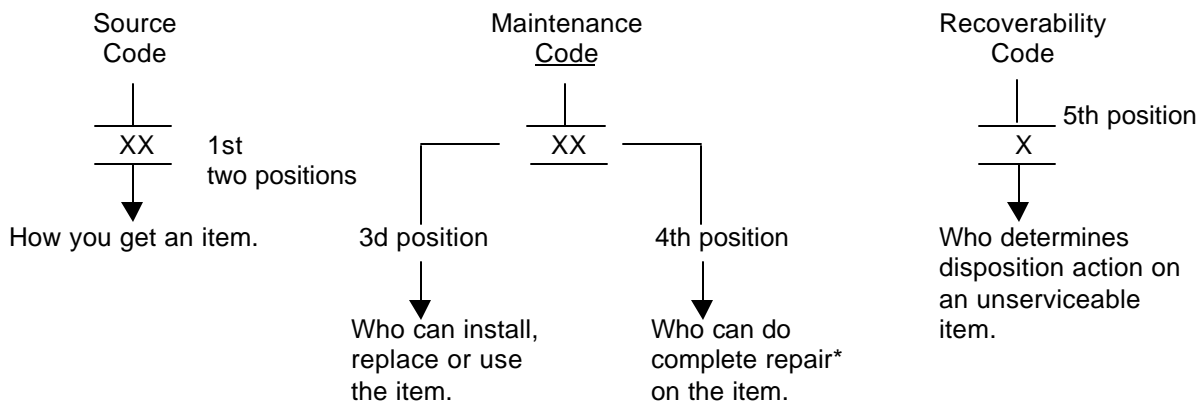 Source
Code
XX
1st
two positions
How you get an item.
Maintenance
Code
XX
3d position
Who can install,
replace or use
the item.
4th position
Who can do
complete repair*
on the item.
Recoverability
Code
5th position
X
Who determines
disposition action on
an unserviceable
item.